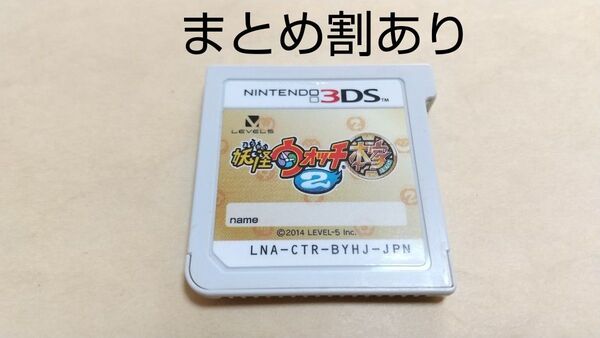 まとめ割あり
NINTENDO 3DS™
LEVEL5
妖怪ウォッチ2 本家
name
©2014 LEVEL-5 Inc.
LNA-CTR-BYHJ-JPN